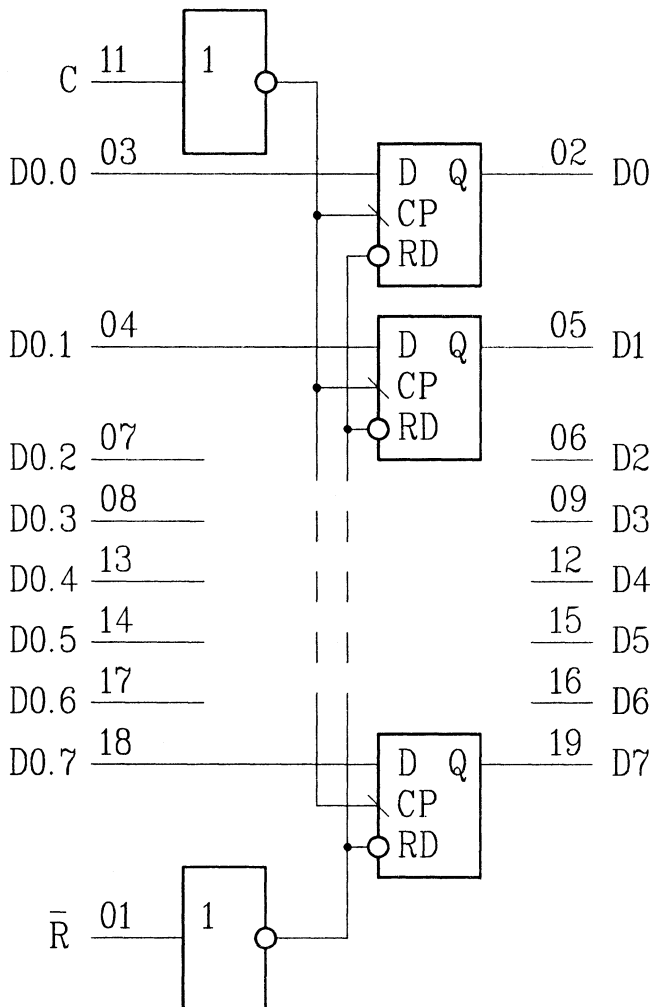 C 11 1
D0.0 03 D Q 02 D0
CP
RD
D0.1 04 D Q 05 D1
CP
RD
D0.2 07 06 D2
D0.3 08 09 D3
D0.4 13 12 D4
D0.5 14 15 D5
D0.6 17 16 D6
D0.7 18 D Q 19 D7
CP
RD
R̅ 01 1